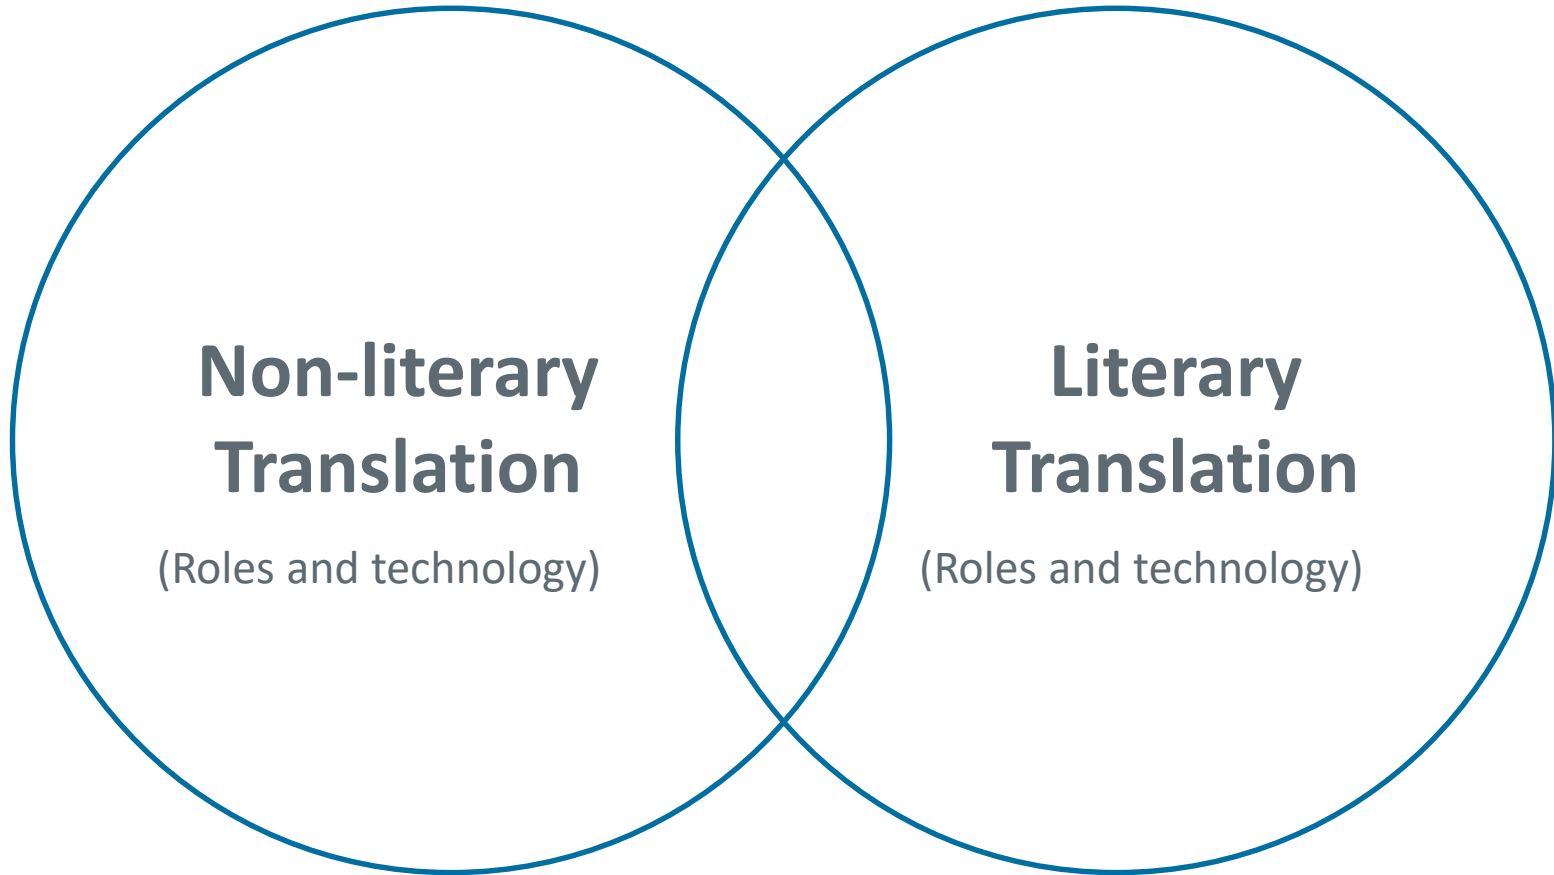 Non-literary
Translation
(Roles and technology)
Literary
Translation
(Roles and technology)